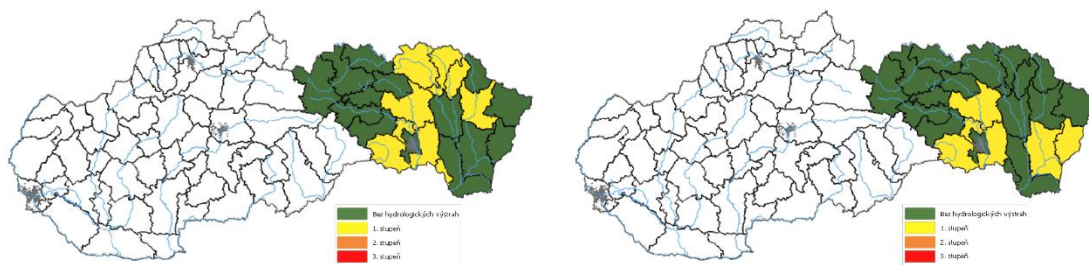 Bez hydrologických výstrah
1. stupeň
2. stupeň
3. stupeň
Bez hydrologických výstrah
1. stupeň
2. stupeň
3. stupeň